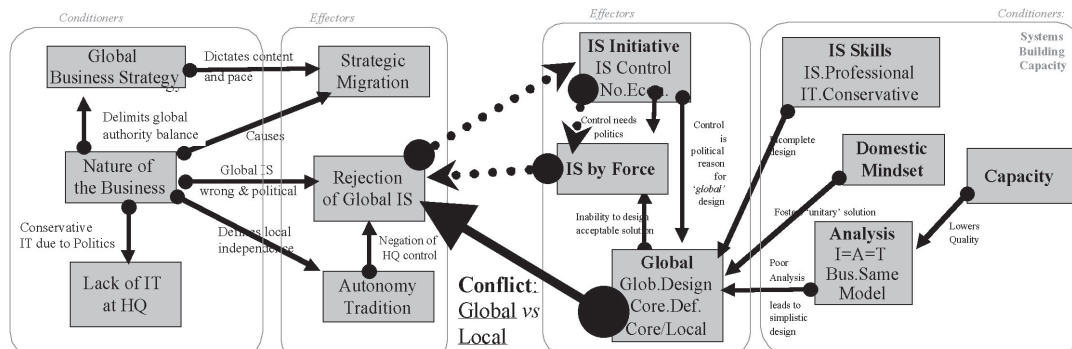 Conditioners
Effectors
Effectors
Conditioners:
Systems
Building
Capacity
Global
Business Strategy
Dictates content
and pace
Strategic
Migration
Delimits global
authority balance
Causes
Nature of
the Business
Global IS
wrong & political
Rejection
of Global IS
Conservative
IT due to Politics
Defines local
independence
Negation of
HQ control
Lack of IT
at HQ
Autonomy
Tradition
Conflict:
Global vs
Local
IS Initiative
IS Control
No.Econ.
Control needs
politics
IS by Force
Control
is
political
reason
for
‘global’
design
Inability to design
acceptable solution
Global
Glob.Design
Core.Def.
Core/Local
IS Skills
IS.Professional
IT.Conservative
Incomplete
design
Domestic
Mindset
Capacity
Fosters ‘unitary’ solution
Lowers
Quality
Analysis
I=A=T
Bus.Same
Model
Poor
Analysis
leads to
simplistic
design